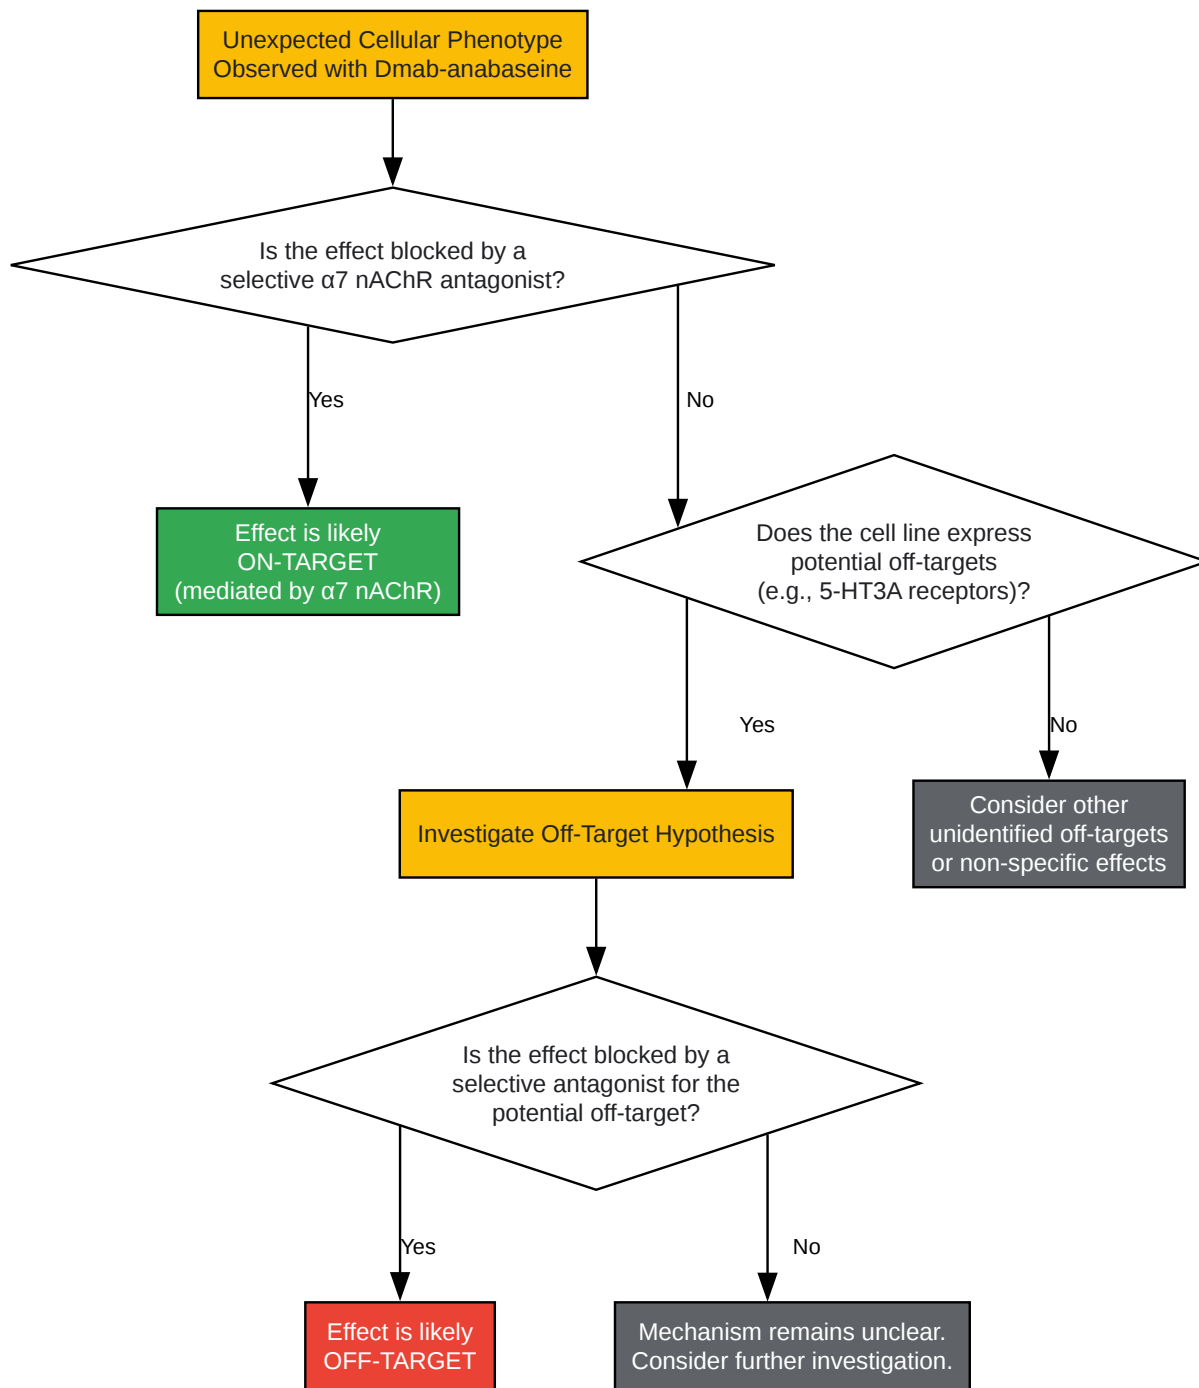 Unexpected Cellular Phenotype
Observed with Dmab-anabaseine
Is the effect blocked by a
selective α7 nAChR antagonist?
Yes
No
Effect is likely
ON-TARGET
(mediated by α7 nAChR)
Does the cell line express
potential off-targets
(e.g., 5-HT3A receptors)?
Yes
No
Investigate Off-Target Hypothesis
Consider other
unidentified off-targets
or non-specific effects
Is the effect blocked by a
selective antagonist for the
potential off-target?
Yes
No
Effect is likely
OFF-TARGET
Mechanism remains unclear.
Consider further investigation.